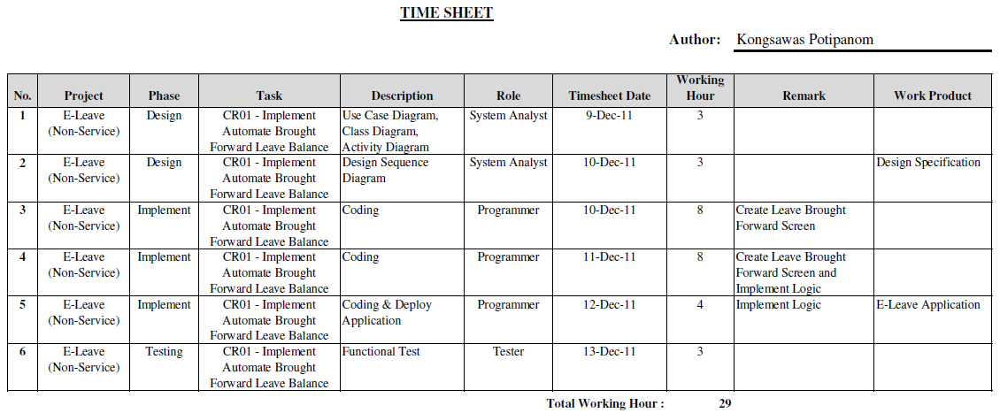 TIME SHEET
Author: Kongsawas Potipanom
No. Project Phase Task Description Role Timesheet Date Working Hour Remark Work Product
1 E-Leave Design CR01 - Implement Use Case Diagram, System Analyst 9-Dec-11 3
(Non-Service) Automate Brought Class Diagram,
Forward Leave Balance Activity Diagram
2 E-Leave Design CR01 - Implement Design Sequence System Analyst 10-Dec-11 3 Design Specification
(Non-Service) Automate Brought Diagram
Forward Leave Balance
3 E-Leave Implement CR01 - Implement Coding Programmer 10-Dec-11 8 Create Leave Brought
(Non-Service) Automate Brought Forward Screen
Forward Leave Balance
4 E-Leave Implement CR01 - Implement Coding Programmer 11-Dec-11 8 Create Leave Brought
(Non-Service) Automate Brought Forward Screen and
Forward Leave Balance Implement Logic
5 E-Leave Implement CR01 - Implement Coding & Deploy Programmer 12-Dec-11 4 Implement Logic E-Leave Application
(Non-Service) Automate Brought Application
Forward Leave Balance
6 E-Leave Testing CR01 - Implement Functional Test Tester 13-Dec-11 3
(Non-Service) Automate Brought
Forward Leave Balance
Total Working Hour : 29